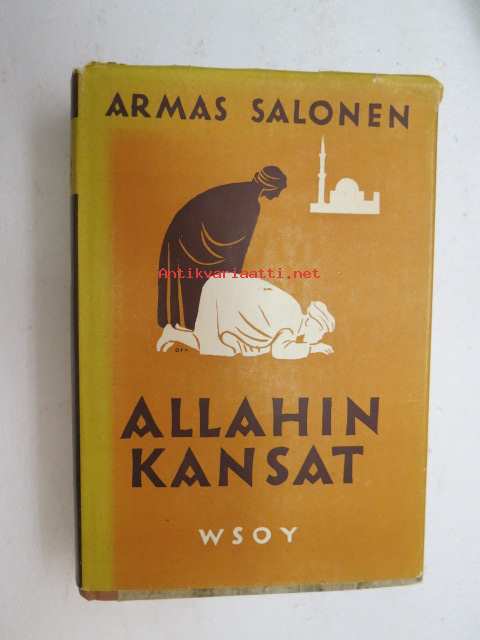 ARMAS SALONEN
Antikvariaatti.net
ALLAHIN
KANSAT
WSOY